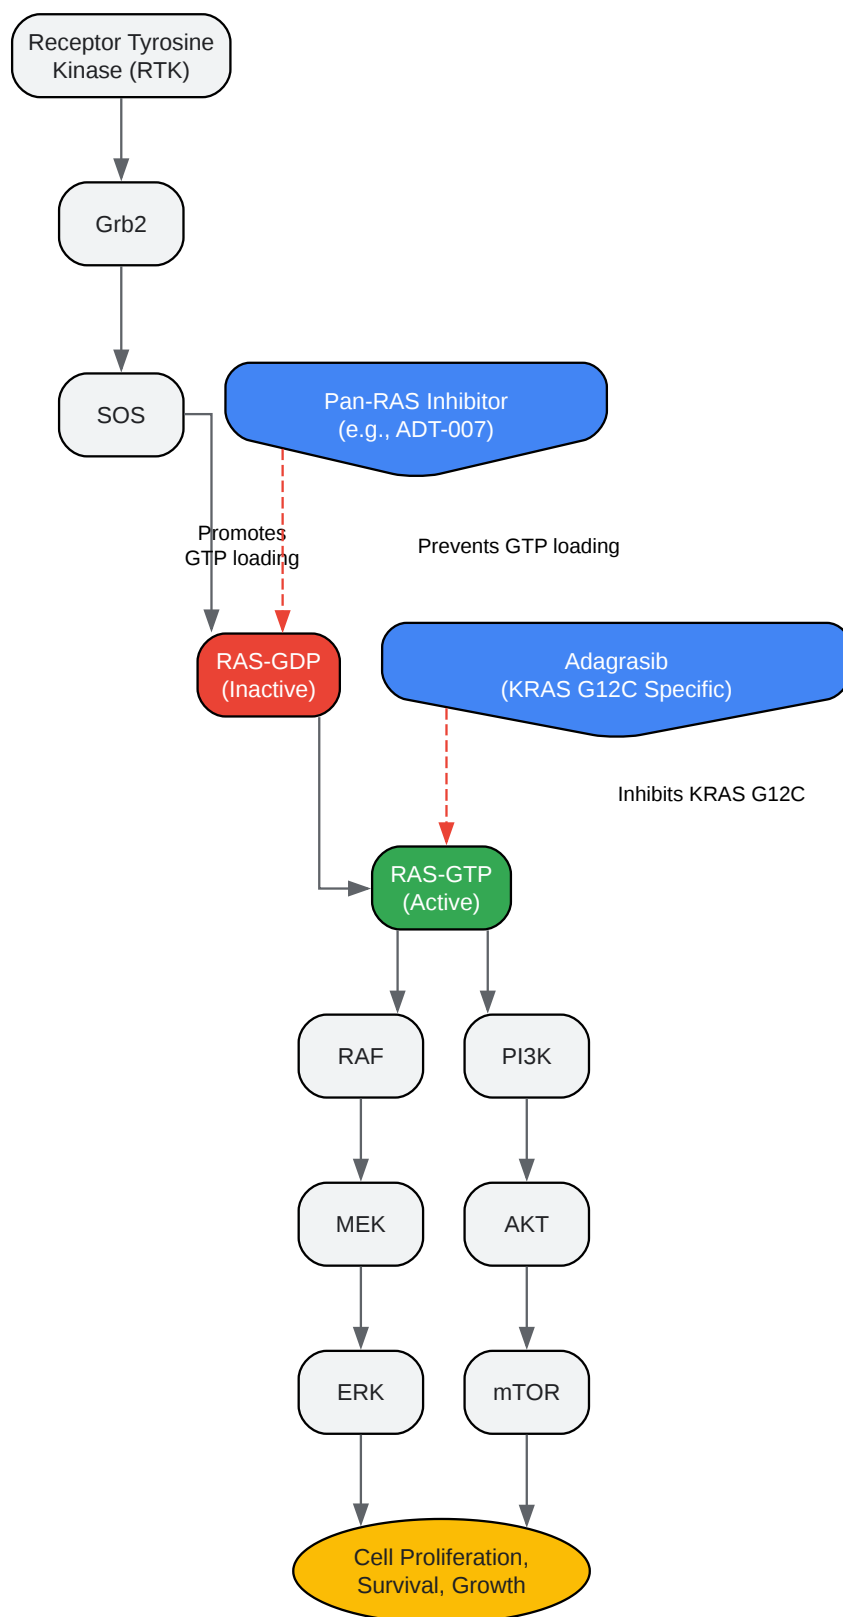 Receptor Tyrosine
Kinase (RTK)
Grb2
SOS
Pan-RAS Inhibitor
(e.g., ADT-007)
Promotes
GTP loading
Prevents GTP loading
RAS-GDP
(Inactive)
Adagrasib
(KRAS G12C Specific)
Inhibits KRAS G12C
RAS-GTP
(Active)
RAF
PI3K
MEK
AKT
ERK
mTOR
Cell Proliferation,
Survival, Growth